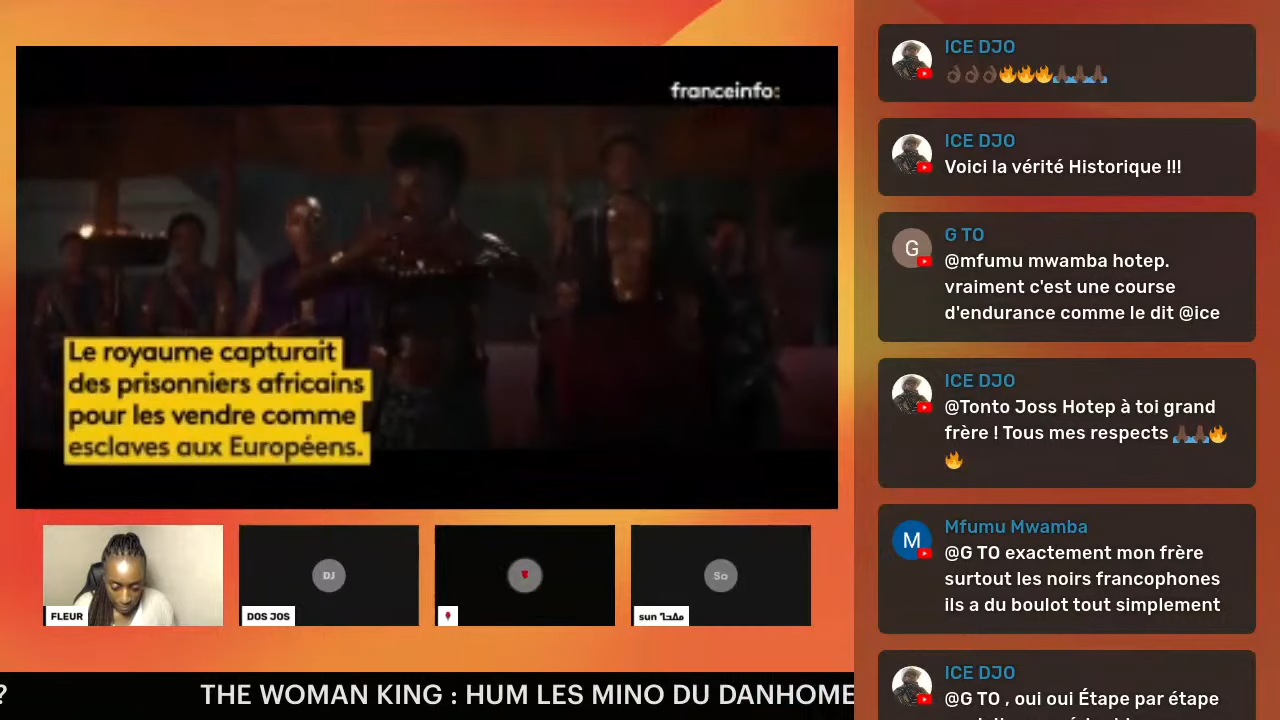 franceinfo:
Le royaume capturait
des prisonniers africains
pour les vendre comme
esclaves aux Européens.
FLEUR
DJ
DOS JOS
So
sun
?
THE WOMAN KING : HUM LES MINO DU DANHOME
ICE DJO
👌🏿👌🏿👌🏿🔥🔥🔥🙏🏿🙏🏿🙏🏿
ICE DJO
Voici la vérité Historique !!!
G
G TO
@mfumu mwamba hotep.
vraiment c'est une course
d'endurance comme le dit @ice
ICE DJO
@Tonto Joss Hotep à toi grand
frère ! Tous mes respects 🙏🏿🙏🏿🔥
🔥
M
Mfumu Mwamba
@G TO exactement mon frère
surtout les noirs francophones
ils a du boulot tout simplement
ICE DJO
@G TO , oui oui Étape par étape